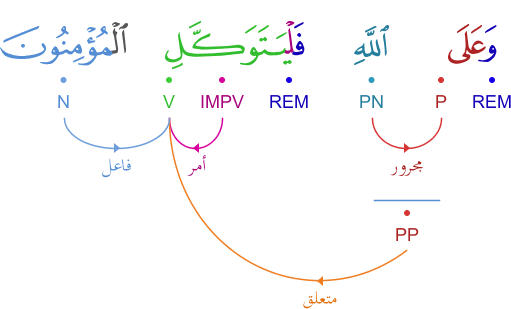 وَعَلَى ٱللَّهِ فَلْيَتَوَكَّلِ ٱلْمُؤْمِنُونَ
REM P PN REM IMPV V N
مجرور أمر فاعل
PP
متعلق